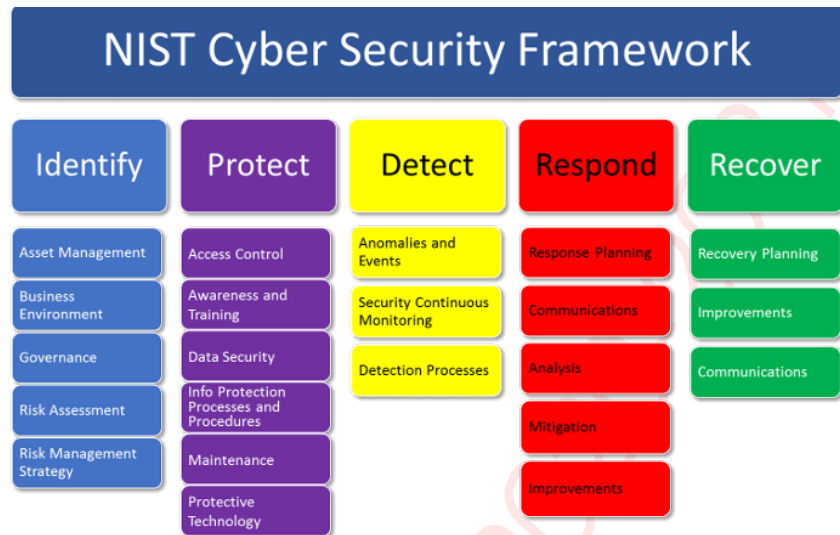 NIST Cyber Security Framework
Identify
Asset Management
Business
Environment
Governance
Risk Assessment
Risk Management
Strategy
Protect
Access Control
Awareness and
Training
Data Security
Info Protection
Processes and
Procedures
Maintenance
Protective
Technology
Detect
Anomalies and
Events
Security Continuous
Monitoring
Detection Processes
Respond
Response Planning
Communications
Analysis
Mitigation
Improvements
Recover
Recovery Planning
Improvements
Communications